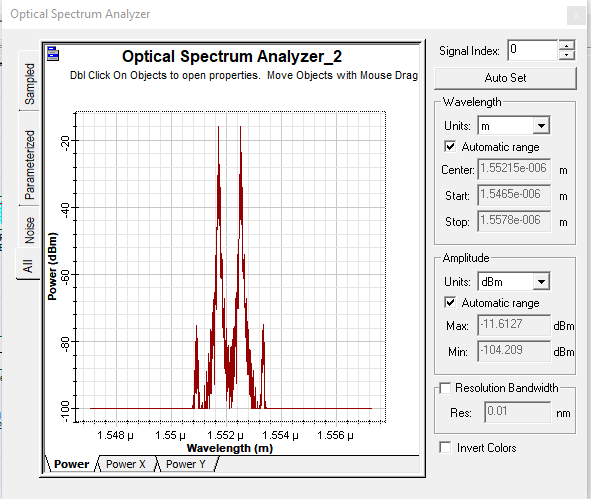 Optical Spectrum Analyzer
Optical Spectrum Analyzer_2
Dbl Click On Objects to open properties. Move Objects with Mouse Drag
Sampled
Parameterized
Noise
All
Power (dBm)
-20
-40
-60
-80
-100
1.548 µ
1.55 µ
1.552 µ
1.554 µ
1.556 µ
Wavelength (m)
Power
Power X
Power Y
Signal Index: 0
Auto Set
Wavelength
Units: m
Automatic range
Center: 1.55215e-006 m
Start: 1.5465e-006 m
Stop: 1.5578e-006 m
Amplitude
Units: dBm
Automatic range
Max: -11.6127 dBm
Min: -104.209 dBm
Resolution Bandwidth
Res: 0.01 nm
Invert Colors